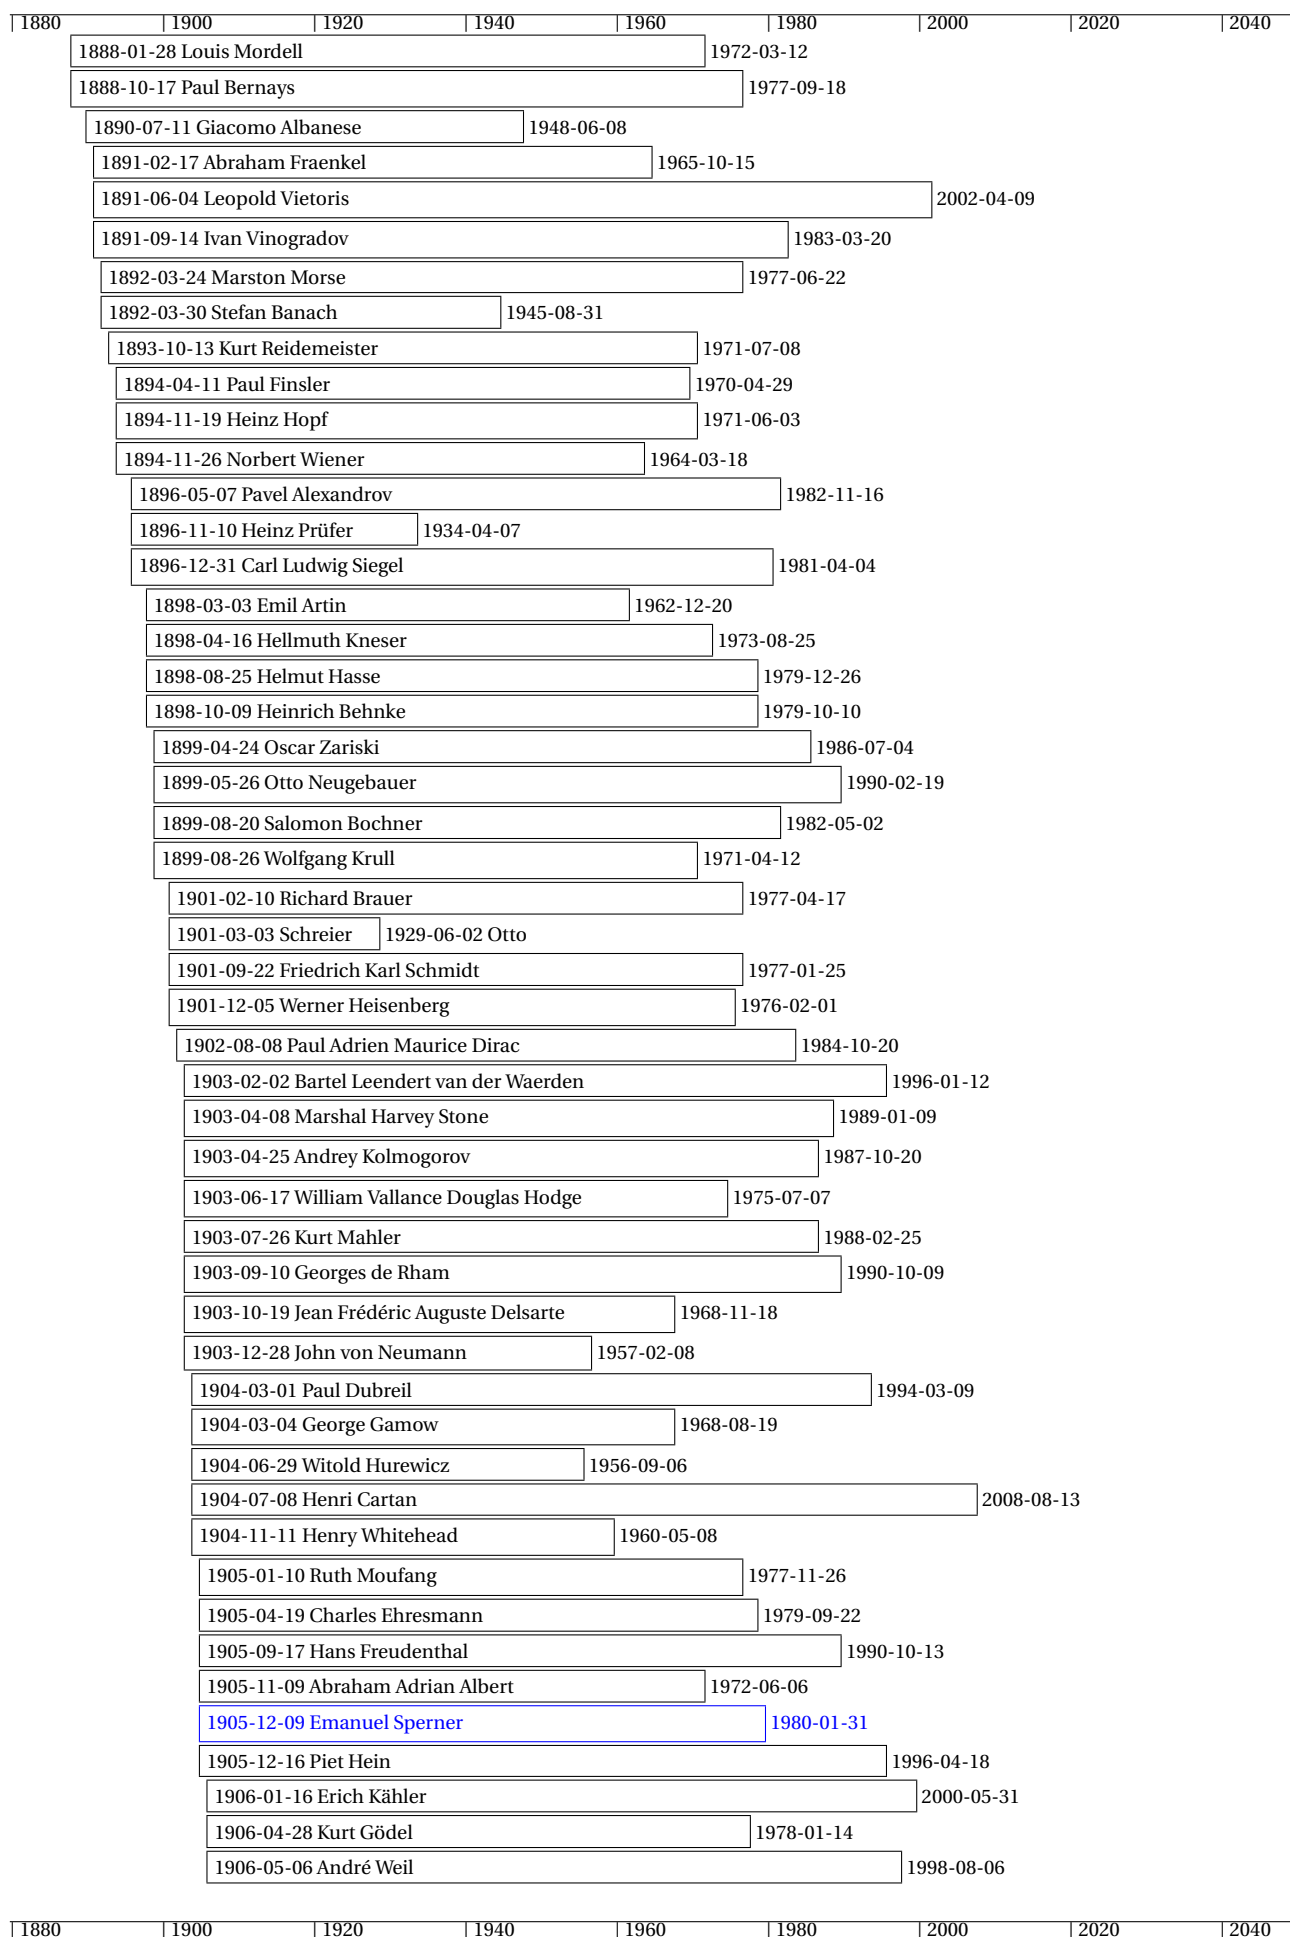 1880 1900 1920 1940 1960 1980 2000 2020 2040
1888-01-28 Louis Mordell 1972-03-12
1888-10-17 Paul Bernays 1977-09-18
1890-07-11 Giacomo Albanese 1948-06-08
1891-02-17 Abraham Fraenkel 1965-10-15
1891-06-04 Leopold Vietoris 2002-04-09
1891-09-14 Ivan Vinogradov 1983-03-20
1892-03-24 Marston Morse 1977-06-22
1892-03-30 Stefan Banach 1945-08-31
1893-10-13 Kurt Reidemeister 1971-07-08
1894-04-11 Paul Finsler 1970-04-29
1894-11-19 Heinz Hopf 1971-06-03
1894-11-26 Norbert Wiener 1964-03-18
1896-05-07 Pavel Alexandrov 1982-11-16
1896-11-10 Heinz Prüfer 1934-04-07
1896-12-31 Carl Ludwig Siegel 1981-04-04
1898-03-03 Emil Artin 1962-12-20
1898-04-16 Hellmuth Kneser 1973-08-25
1898-08-25 Helmut Hasse 1979-12-26
1898-10-09 Heinrich Behnke 1979-10-10
1899-04-24 Oscar Zariski 1986-07-04
1899-05-26 Otto Neugebauer 1990-02-19
1899-08-20 Salomon Bochner 1982-05-02
1899-08-26 Wolfgang Krull 1971-04-12
1901-02-10 Richard Brauer 1977-04-17
1901-03-03 Schreier 1929-06-02 Otto
1901-09-22 Friedrich Karl Schmidt 1977-01-25
1901-12-05 Werner Heisenberg 1976-02-01
1902-08-08 Paul Adrien Maurice Dirac 1984-10-20
1903-02-02 Bartel Leendert van der Waerden 1996-01-12
1903-04-08 Marshal Harvey Stone 1989-01-09
1903-04-25 Andrey Kolmogorov 1987-10-20
1903-06-17 William Vallance Douglas Hodge 1975-07-07
1903-07-26 Kurt Mahler 1988-02-25
1903-09-10 Georges de Rham 1990-10-09
1903-10-19 Jean Frédéric Auguste Delsarte 1968-11-18
1903-12-28 John von Neumann 1957-02-08
1904-03-01 Paul Dubreil 1994-03-09
1904-03-04 George Gamow 1968-08-19
1904-06-29 Witold Hurewicz 1956-09-06
1904-07-08 Henri Cartan 2008-08-13
1904-11-11 Henry Whitehead 1960-05-08
1905-01-10 Ruth Moufang 1977-11-26
1905-04-19 Charles Ehresmann 1979-09-22
1905-09-17 Hans Freudenthal 1990-10-13
1905-11-09 Abraham Adrian Albert 1972-06-06
1905-12-09 Emanuel Sperner 1980-01-31
1905-12-16 Piet Hein 1996-04-18
1906-01-16 Erich Kähler 2000-05-31
1906-04-28 Kurt Gödel 1978-01-14
1906-05-06 André Weil 1998-08-06
1880 1900 1920 1940 1960 1980 2000 2020 2040